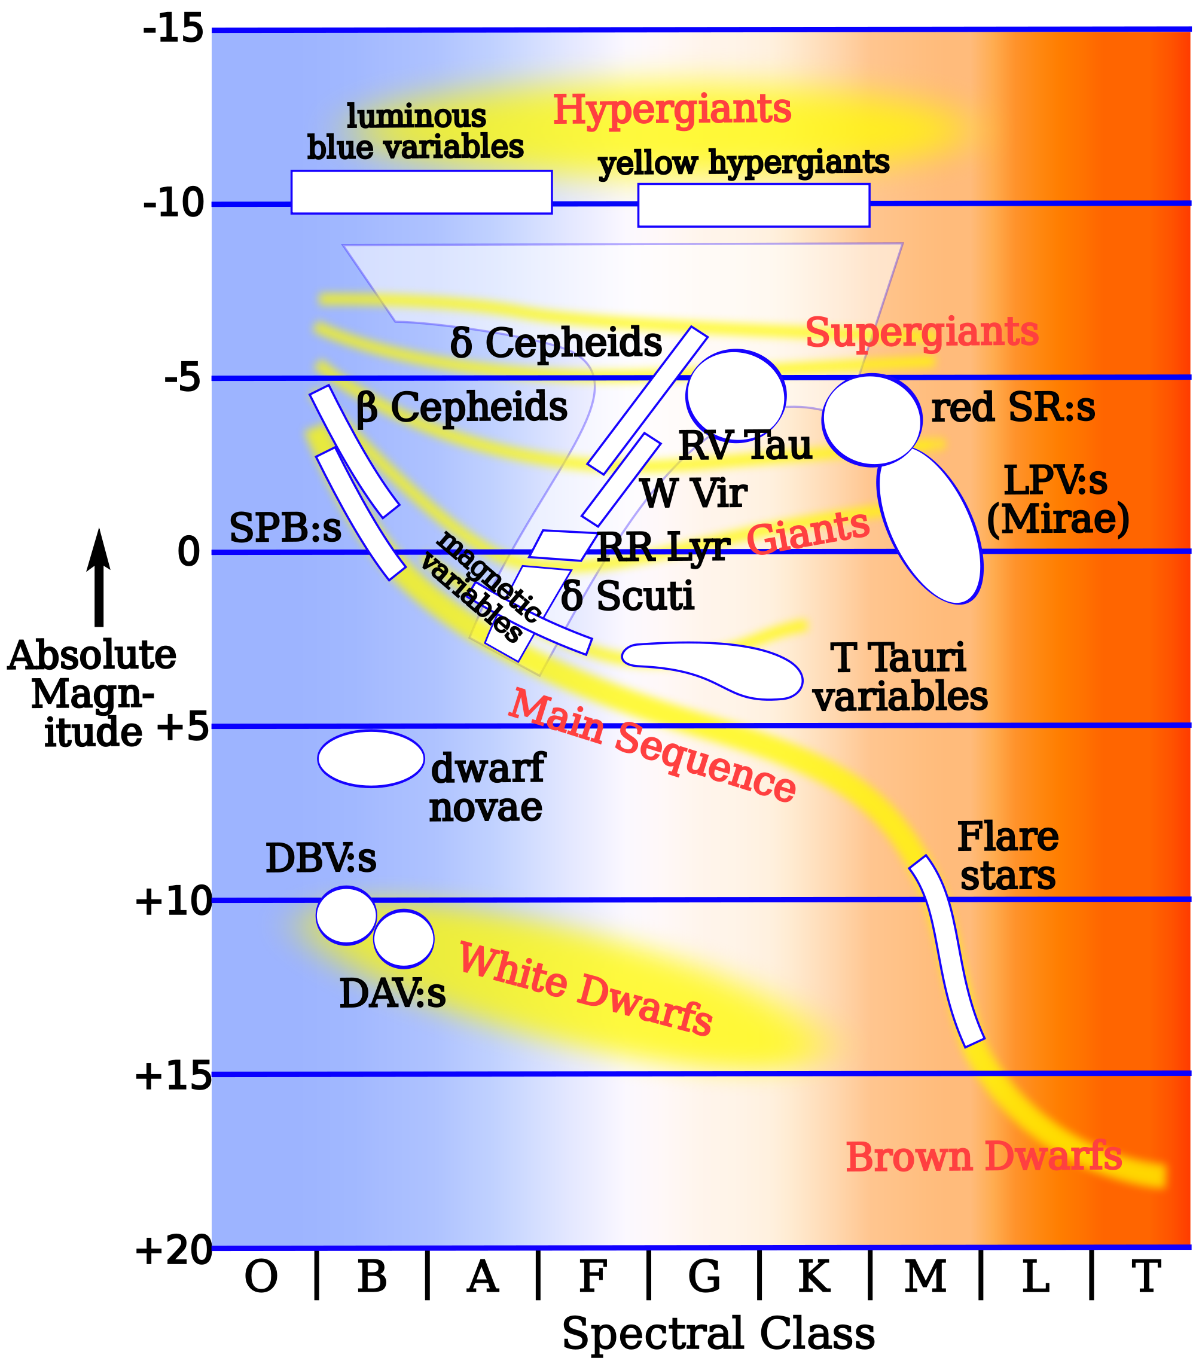 -15
Hypergiants
luminous
blue variables
yellow hypergiants
-10
Supergiants
δ Cepheids
-5
β Cepheids
red SR:s
RV Tau
LPV:s
(Mirae)
W Vir
SPB:s
Giants
0
RR Lyr
magnetic
variables
δ Scuti
Absolute
Magn-
itude
T Tauri
variables
+5
Main Sequence
dwarf
novae
Flare
stars
DBV:s
+10
White Dwarfs
DAV:s
+15
Brown Dwarfs
+20
O B A F G K M L T
Spectral Class